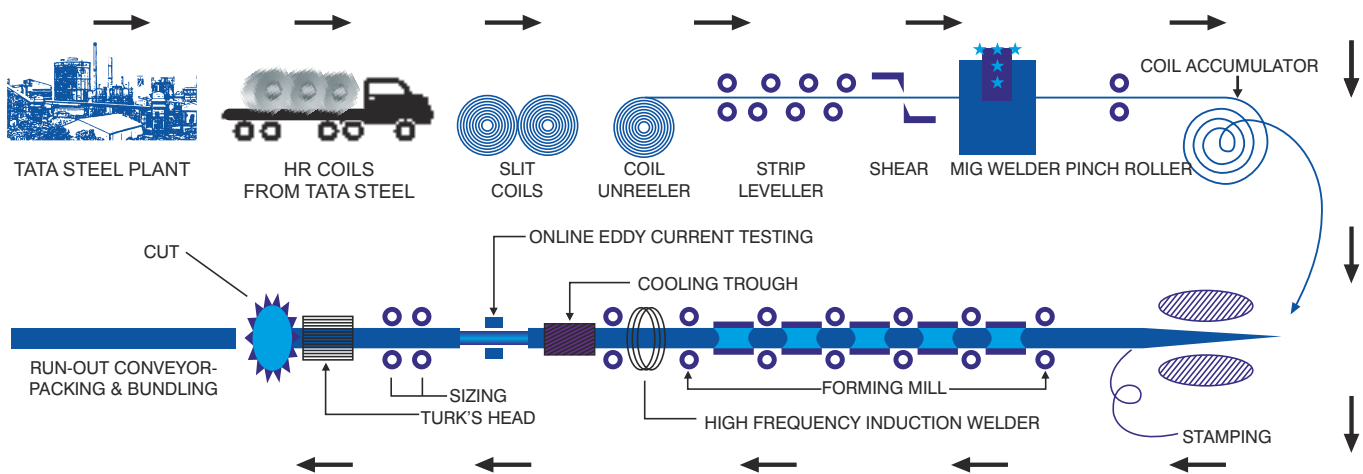 COIL ACCUMULATOR
TATA STEEL PLANT
HR COILS
FROM TATA STEEL
SLIT
COILS
COIL
UNREELER
STRIP
LEVELLER
SHEAR
MIG WELDER
PINCH ROLLER
CUT
ONLINE EDDY CURRENT TESTING
COOLING TROUGH
RUN-OUT CONVEYOR-
PACKING & BUNDLING
SIZING
TURK'S HEAD
FORMING MILL
HIGH FREQUENCY INDUCTION WELDER
STAMPING